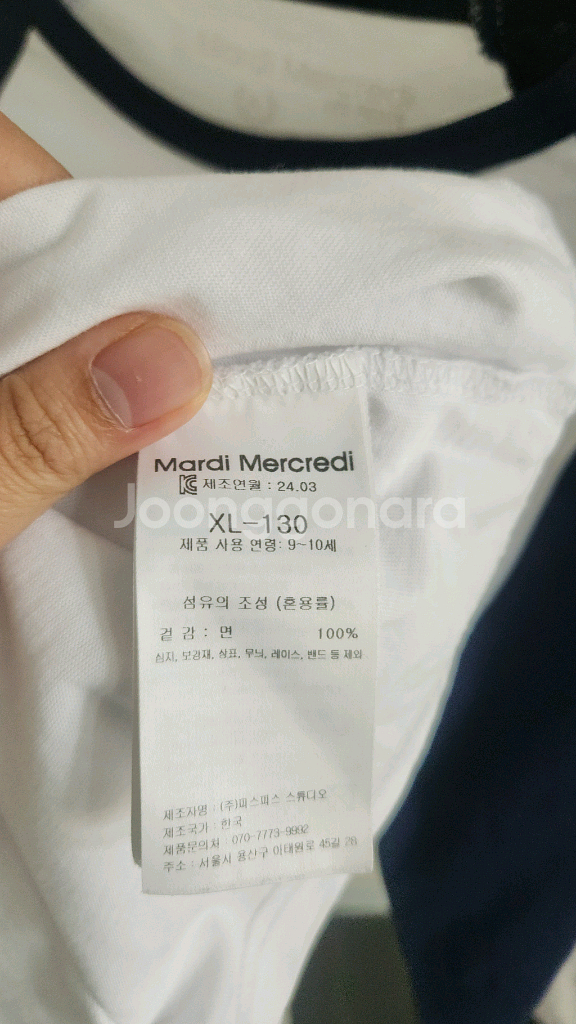 Mardi Mercredi
제조연월 : 24.03
Joonggonara
XL-130
제품 사용 연령: 9~10세
섬유의 조성 (혼용률)
겉 감 : 면 100%
심지, 보강재, 상표, 무늬, 레이스, 밴드 등 제외
제조자명 : (주)피스피스 스튜디오
제조국가 : 한국
제품문의처 : 070-7773-9892
주소 : 서울시 용산구 이태원로 45길 28